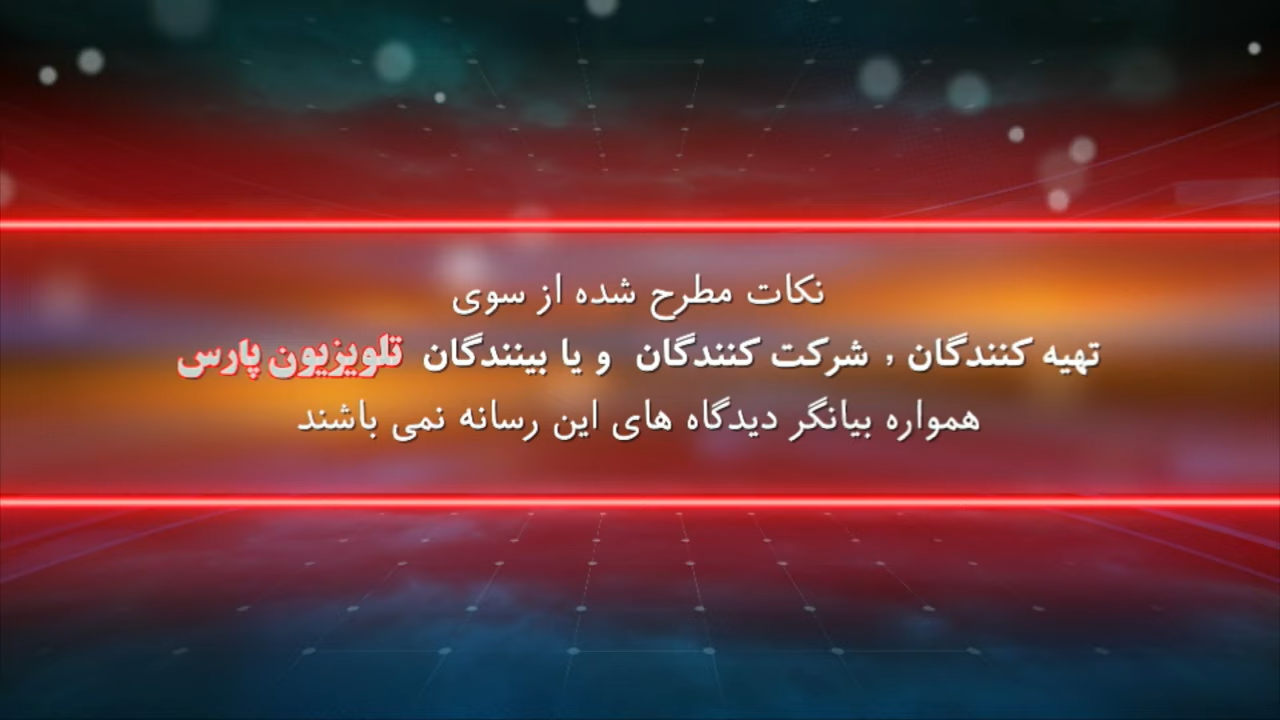 نکات مطرح شده از سوی
تهیه کنندگان , شرکت کنندگان و یا بینندگان تلویزیون پارس
همواره بیانگر دیدگاه های این رسانه نمی باشند